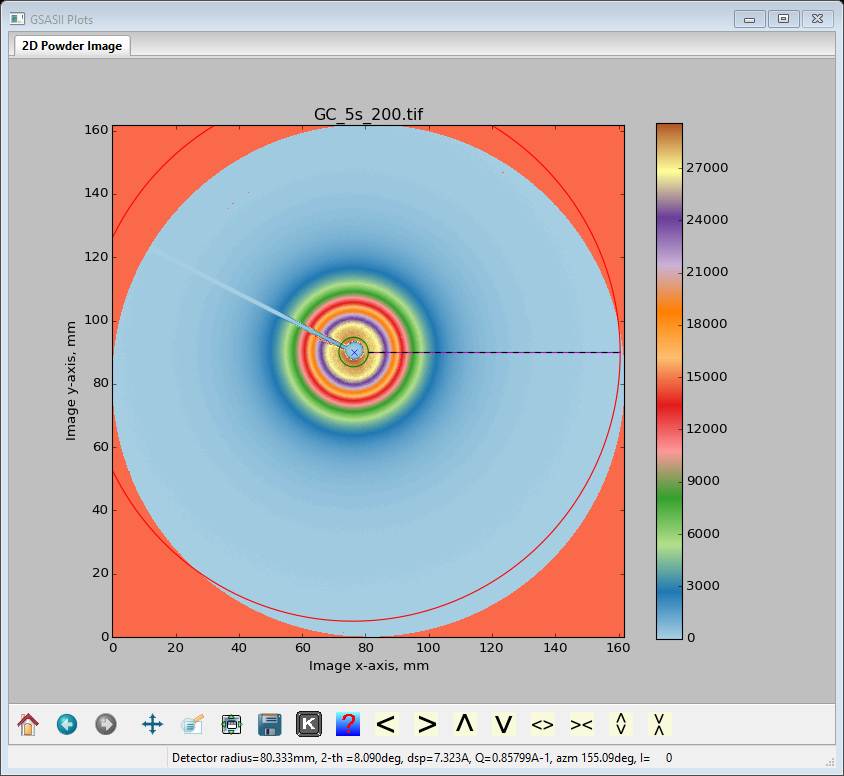 GSASII Plots
2D Powder Image
GC_5s_200.tif
160
140
120
100
80
60
40
20
0
Image y-axis, mm
0 20 40 60 80 100 120 140 160
Image x-axis, mm
27000
24000
21000
18000
15000
12000
9000
6000
3000
0
K ? < > Λ V <> >< 
Detector radius=80.333mm, 2-th =8.090deg, dsp=7.323A, Q=0.85799A-1, azm 155.09deg, I= 0